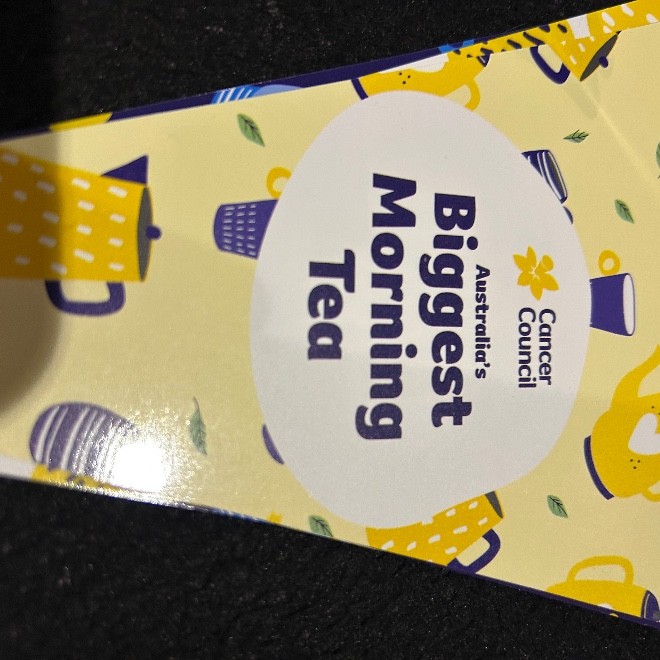 Cancer
Council
Australia's
Biggest
Morning
Tea